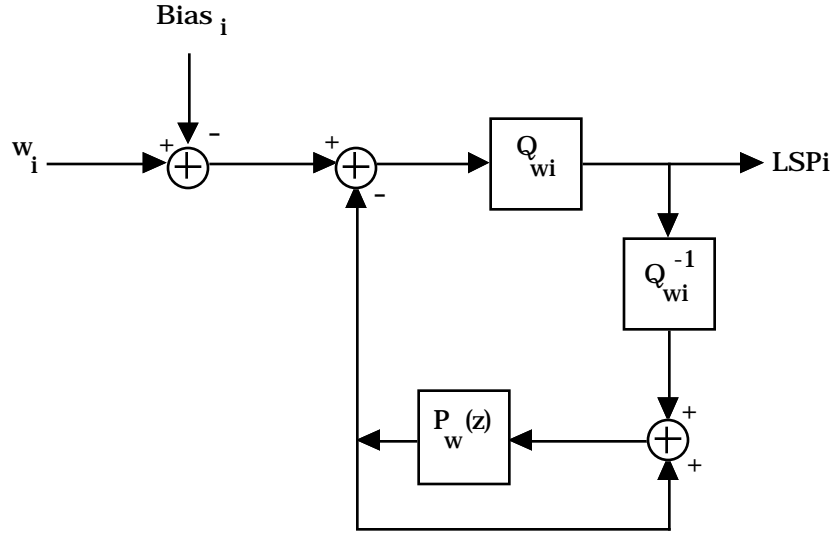 Bias i
+ -
w i
+
Q wi
LSPi
-
Q wi -1
+
P w (z)
+